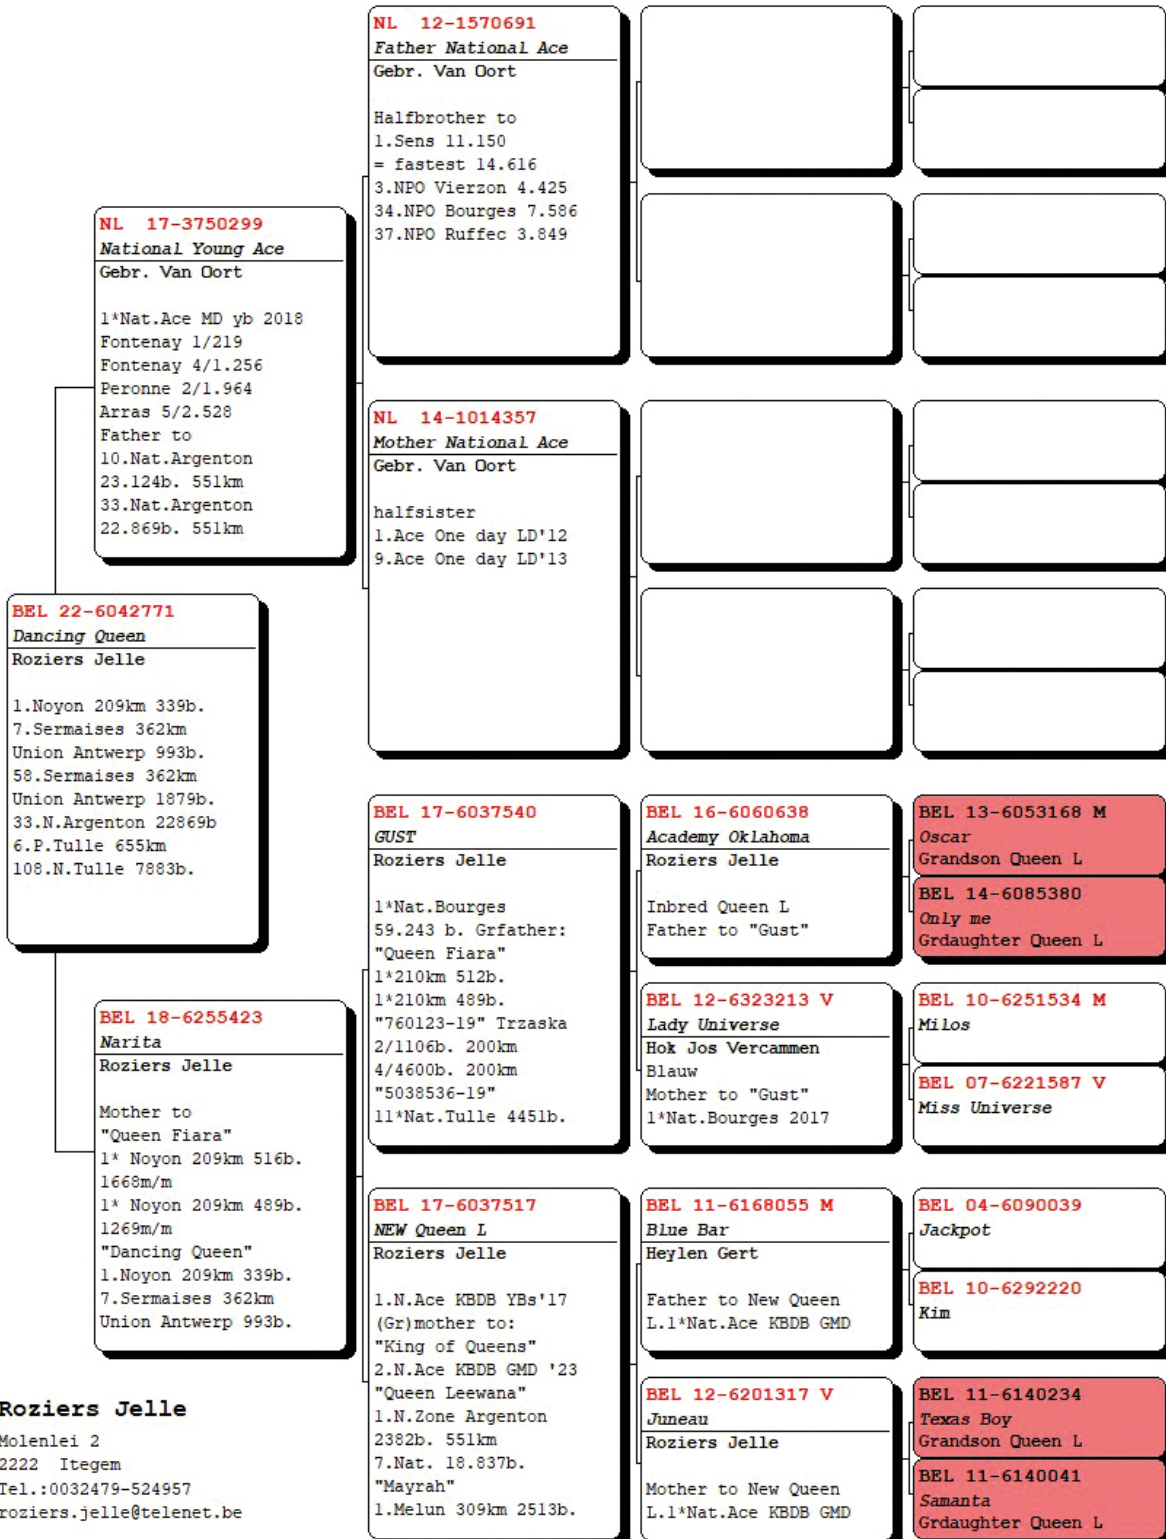 NL  12-1570691
Father National Ace
Gebr. Van Oort
Halfbrother to
1.Sens 11.150
= fastest 14.616
3.NPO Vierzon 4.425
34.NPO Bourges 7.586
37.NPO Ruffec 3.849
NL  17-3750299
National Young Ace
Gebr. Van Oort
1*Nat.Ace MD yb 2018
Fontenay 1/219
Fontenay 4/1.256
Peronne 2/1.964
Arras 5/2.528
Father to
10.Nat.Argenton
23.124b. 551km
33.Nat.Argenton
22.869b. 551km
NL  14-1014357
Mother National Ace
Gebr. Van Oort
halfsister
1.Ace One day LD'12
9.Ace One day LD'13
BEL 22-6042771
Dancing Queen
Roziers Jelle
1.Noyon 209km 339b.
7.Sermaises 362km
Union Antwerp 993b.
58.Sermaises 362km
Union Antwerp 1879b.
33.N.Argenton 22869b
6.P.Tulle 655km
108.N.Tulle 7883b.
BEL 17-6037540
GUST
Roziers Jelle
1*Nat.Bourges
59.243 b. Grfather:
"Queen Fiara"
1*210km 512b.
1*210km 489b.
"760123-19" Trzaska
2/1106b. 200km
4/4600b. 200km
"5038536-19"
11*Nat.Tulle 4451b.
BEL 16-6060638
Academy Oklahoma
Roziers Jelle
Inbred Queen L
Father to "Gust"
BEL 13-6053168 M
Oscar
Grandson Queen L
BEL 14-6085380
Only me
Grdaughter Queen L
BEL 12-6323213 V
Lady Universe
Hok Jos Vercammen
Blauw
Mother to "Gust"
1*Nat.Bourges 2017
BEL 10-6251534 M
Milos
BEL 07-6221587 V
Miss Universe
BEL 18-6255423
Narita
Roziers Jelle
Mother to
"Queen Fiara"
1* Noyon 209km 516b.
1668m/m
1* Noyon 209km 489b.
1269m/m
"Dancing Queen"
1.Noyon 209km 339b.
7.Sermaises 362km
Union Antwerp 993b.
BEL 17-6037517
NEW Queen L
Roziers Jelle
1.N.Ace KBDB YBs'17
(Gr)mother to:
"King of Queens"
2.N.Ace KBDB GMD '23
"Queen Leewana"
1.N.Zone Argenton
2382b. 551km
7.Nat. 18.837b.
"Mayrah"
1.Melun 309km 2513b.
BEL 11-6168055 M
Blue Bar
Heylen Gert
Father to New Queen
L.1*Nat.Ace KBDB GMD
BEL 04-6090039
Jackpot
BEL 10-6292220
Kim
BEL 12-6201317 V
Juneau
Roziers Jelle
Mother to New Queen
L.1*Nat.Ace KBDB GMD
BEL 11-6140234
Texas Boy
Grandson Queen L
BEL 11-6140041
Samanta
Grdaughter Queen L
Roziers Jelle
Molenlei 2
2222  Itegem
Tel.:0032479-524957
roziers.jelle@telenet.be